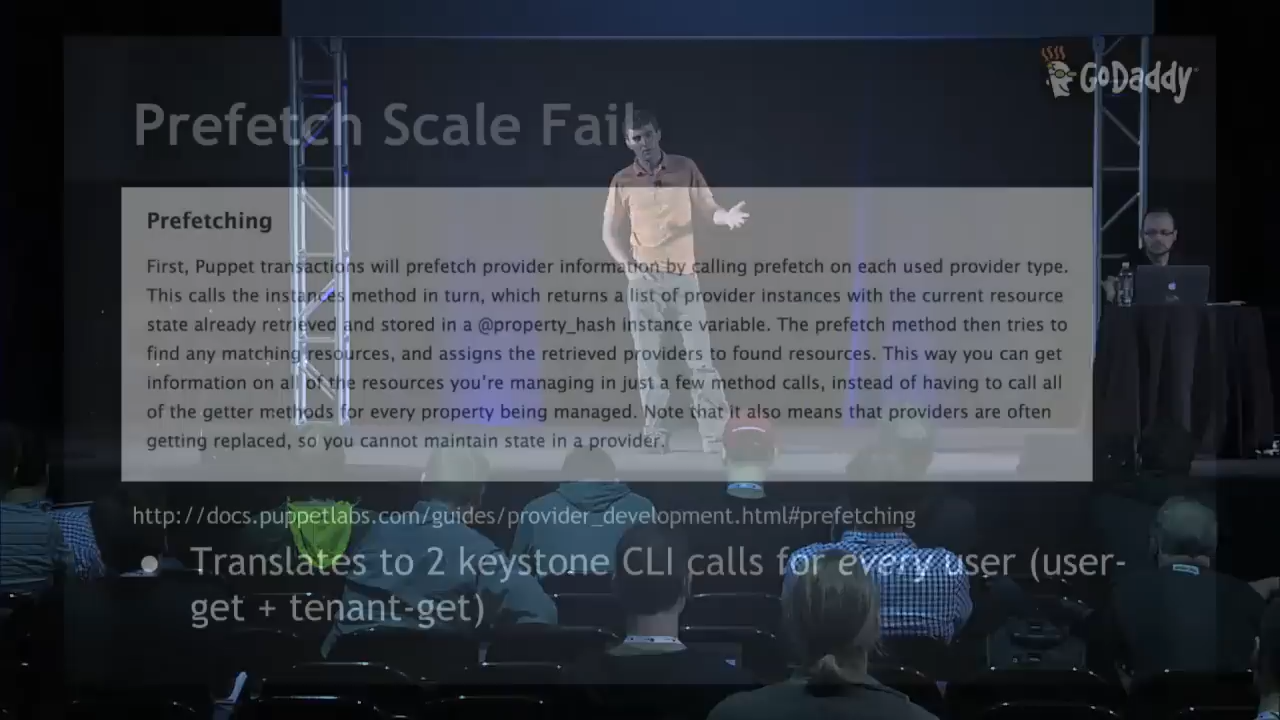 GoDaddy
Prefetch Scale Fail
Prefetching
First, Puppet transactions will prefetch provider information by calling prefetch on each used provider type.
This calls the instances method in turn, which returns a list of provider instances with the current resource
state already retrieved and stored in a @property_hash instance variable. The prefetch method then tries to
find any matching resources, and assigns the retrieved providers to found resources. This way you can get
information on all of the resources you're managing in just a few method calls, instead of having to call all
of the getter methods for every property being managed. Note that it also means that providers are often
getting replaced, so you cannot maintain state in a provider.
http://docs.puppetlabs.com/guides/provider_development.html#prefetching
• Translates to 2 keystone CLI calls for every user (user-
get + tenant-get)